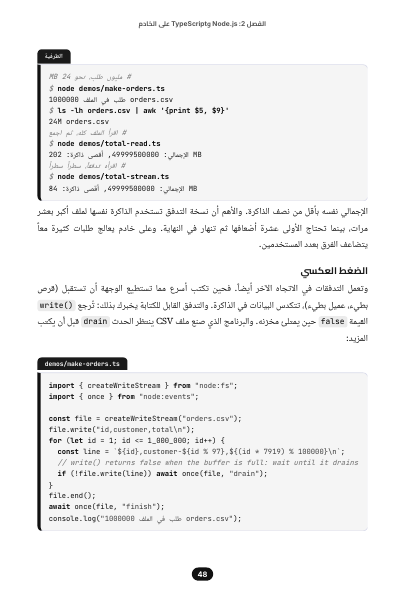 الفصل 2: Node.js وTypeScript على الخادم
الطرفية
# مليون طلب، نحو 24 MB
$ node demos/make-orders.ts
1000000 طلب في الملف orders.csv
$ ls -lh orders.csv | awk '{print $5, $9}'
24M orders.csv
# اقرأ الملف كله، ثم اجمع
$ node demos/total-read.ts
الإجمالي: 49999500000, أقصى ذاكرة: 202 MB
# اقرأه تدفقاً، سطراً سطراً
$ node demos/total-stream.ts
الإجمالي: 49999500000, أقصى ذاكرة: 84 MB
الإجمالي نفسه بأقل من نصف الذاكرة. والأهم أن نسخة التدفق تستخدم الذاكرة نفسها لملف أكبر بعشر
مرات، بينما تحتاج الأولى عشرة أضعافها ثم تنهار في النهاية. وعلى خادم يعالج طلبات كثيرة معاً
يتضاعف الفرق بعدد المستخدمين.
الضغط العكسي
وتعمل التدفقات في الاتجاه الآخر أيضاً. فحين تكتب أسرع مما تستطيع الوجهة أن تستقبل (قرص
بطيء، عميل بطيء)، تتكدس البيانات في الذاكرة. والتدفق القابل للكتابة يخبرك بذلك: تُرجع write()
القيمة false حين يمتلئ مخزنه. والبرنامج الذي صنع ملف CSV ينتظر الحدث drain قبل أن يكتب
المزيد:
demos/make-orders.ts
import { createWriteStream } from "node:fs";
import { once } from "node:events";
const file = createWriteStream("orders.csv");
file.write("id,customer,total\n");
for (let id = 1; id <= 1_000_000; id++) {
const line = `${id},customer-${id % 97},${(id * 7919) % 100000}\n`;
// write() returns false when the buffer is full: wait until it drains
if (!file.write(line)) await once(file, "drain");
}
file.end();
await once(file, "finish");
console.log("1000000 طلب في الملف orders.csv");
48